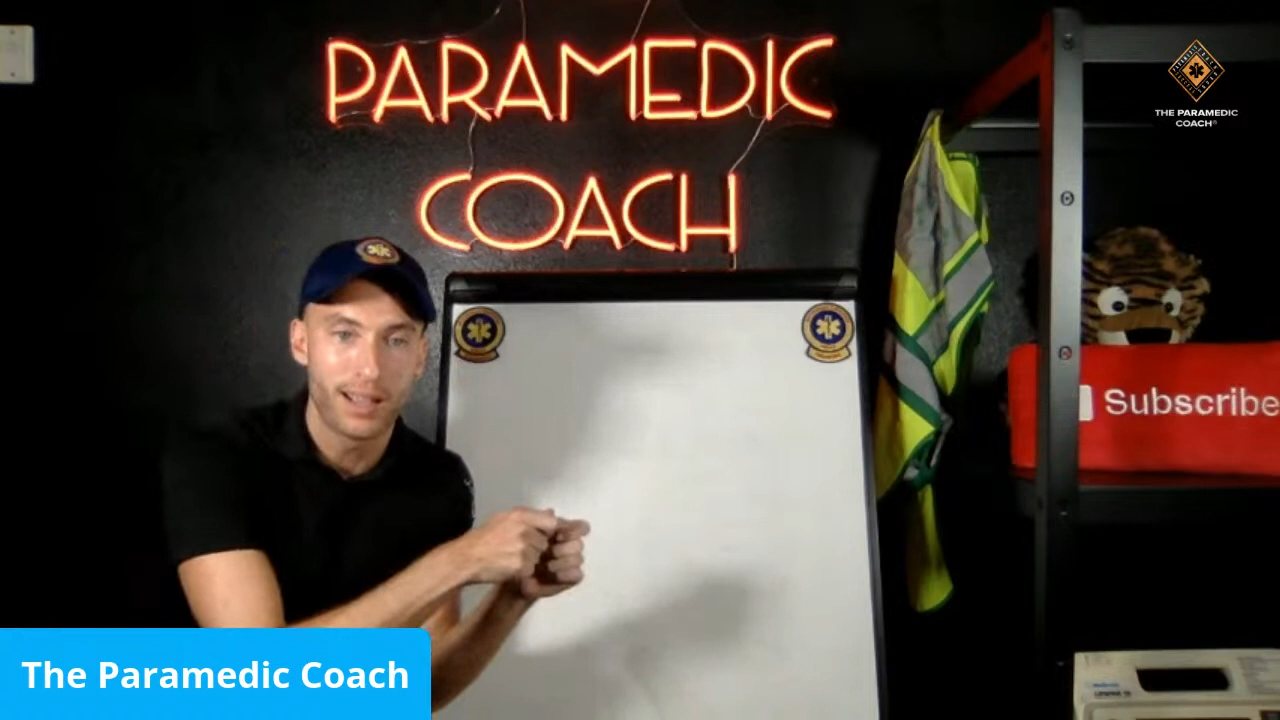 PARAMEDIC
COACH
THE PARAMEDIC
COACH®
Subscribe
The Paramedic Coach